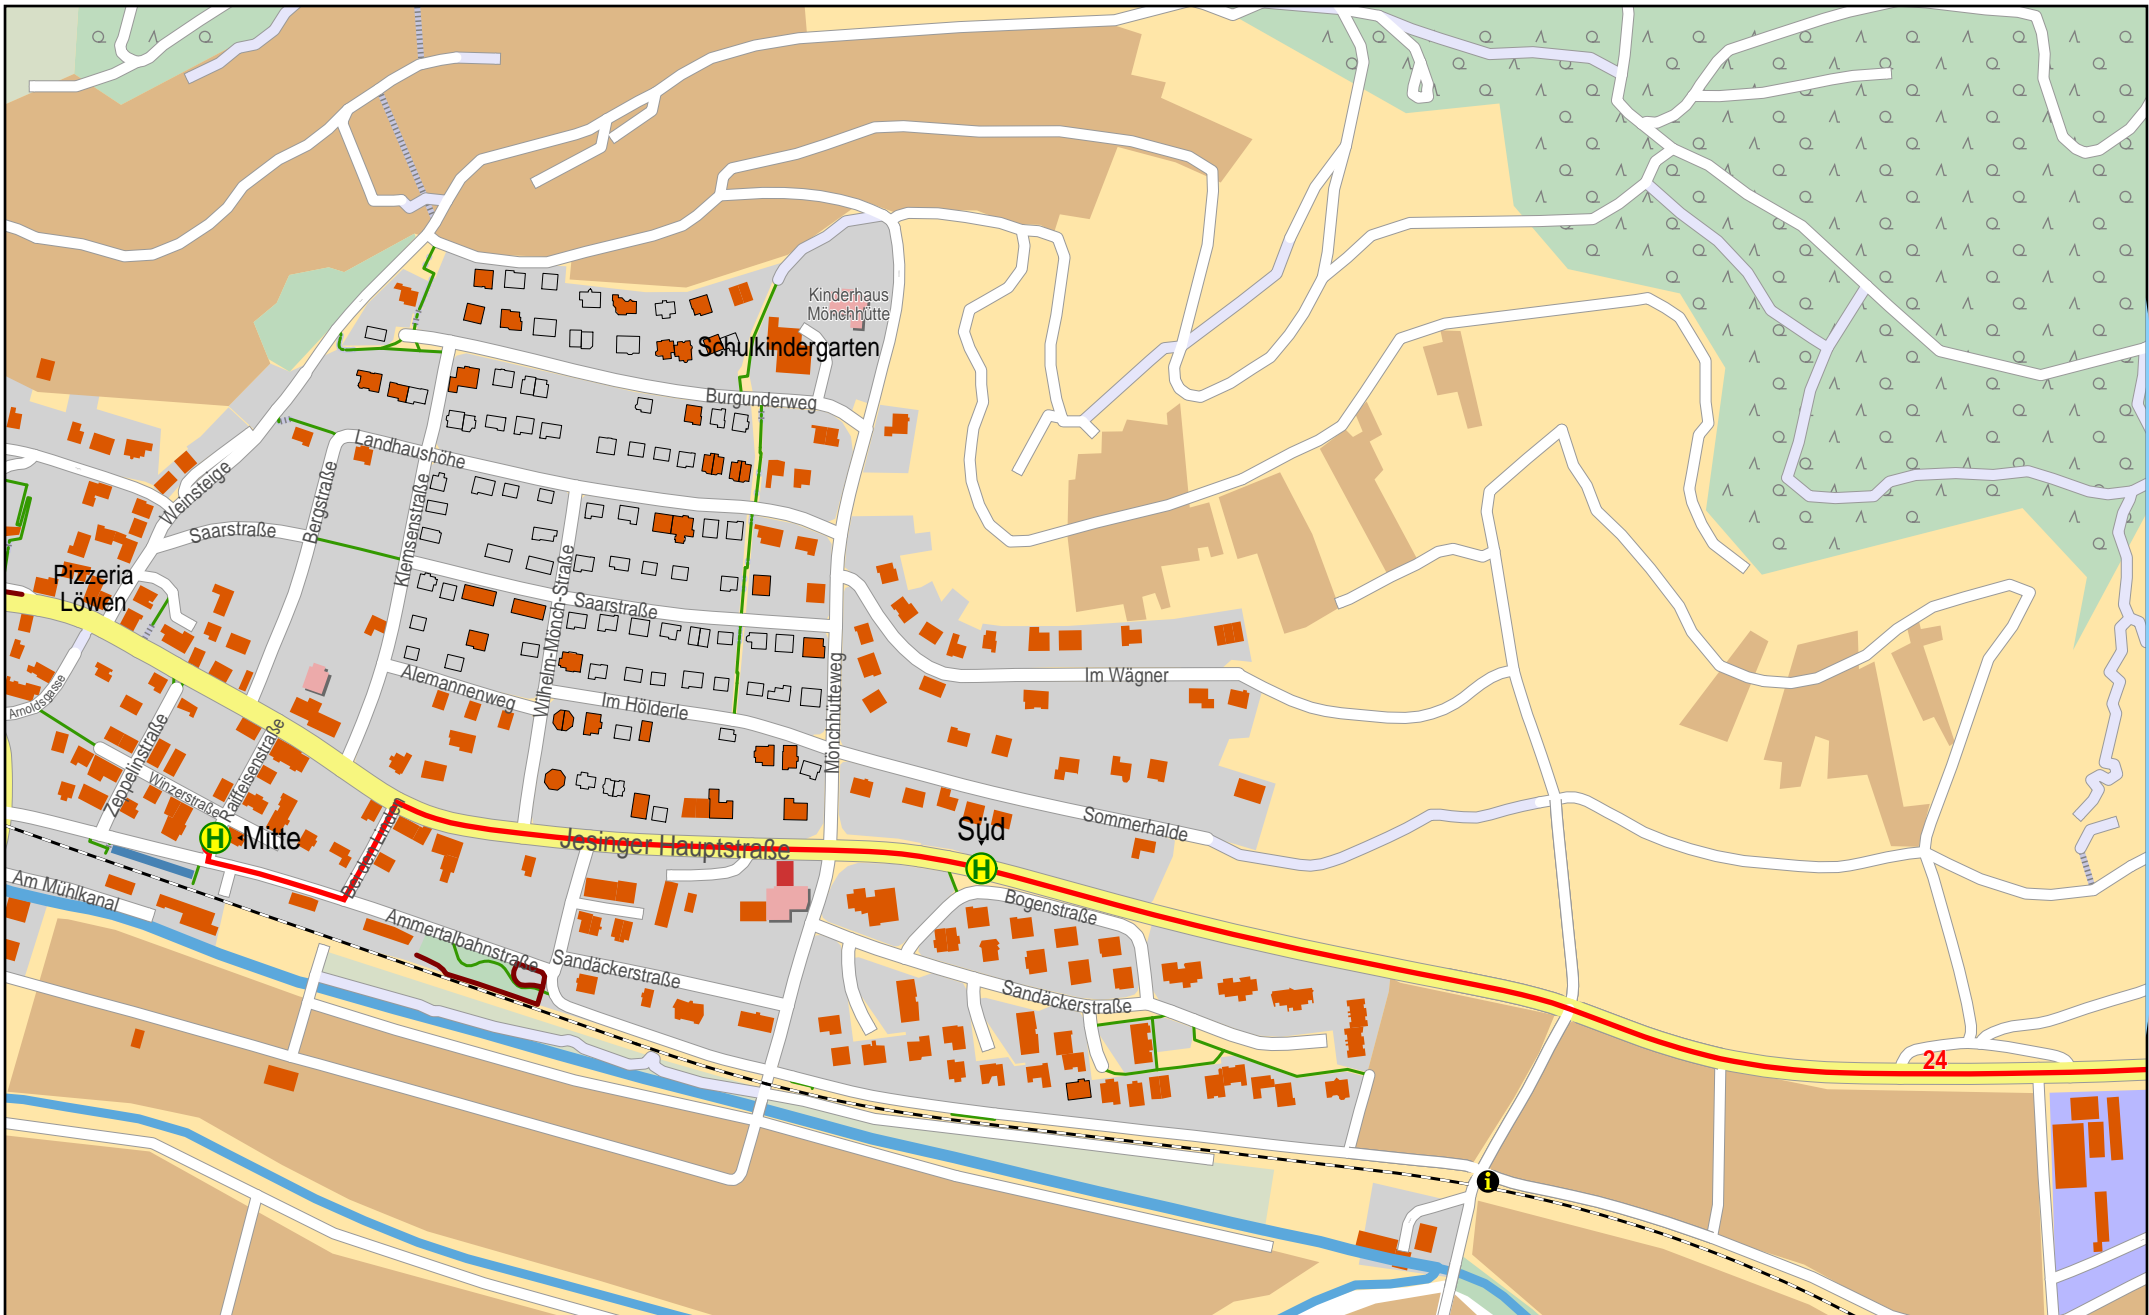 Kinderhaus
Mönchhütte
Schulkindergarten
Burgunderweg
Landhaushöhe
Weinsteige
Bergstraße
Klemsenstraße
Saarstraße
Pizzeria
Löwen
Wilhelm-Mönch-Straße
Saarstraße
Mönchhütteweg
Im Wägner
Alemannenweg
Im Hölderle
Arnoldsgasse
Zeppelinstraße
Raiffeisenstraße
Winzerstraße
H
Mitte
Jesinger Hauptstraße
Süd
H
Sommerhalde
Am Mühlkanal
Bogenstraße
Ammertalbahnstraße
Sandäckerstraße
Sandäckerstraße
24
i